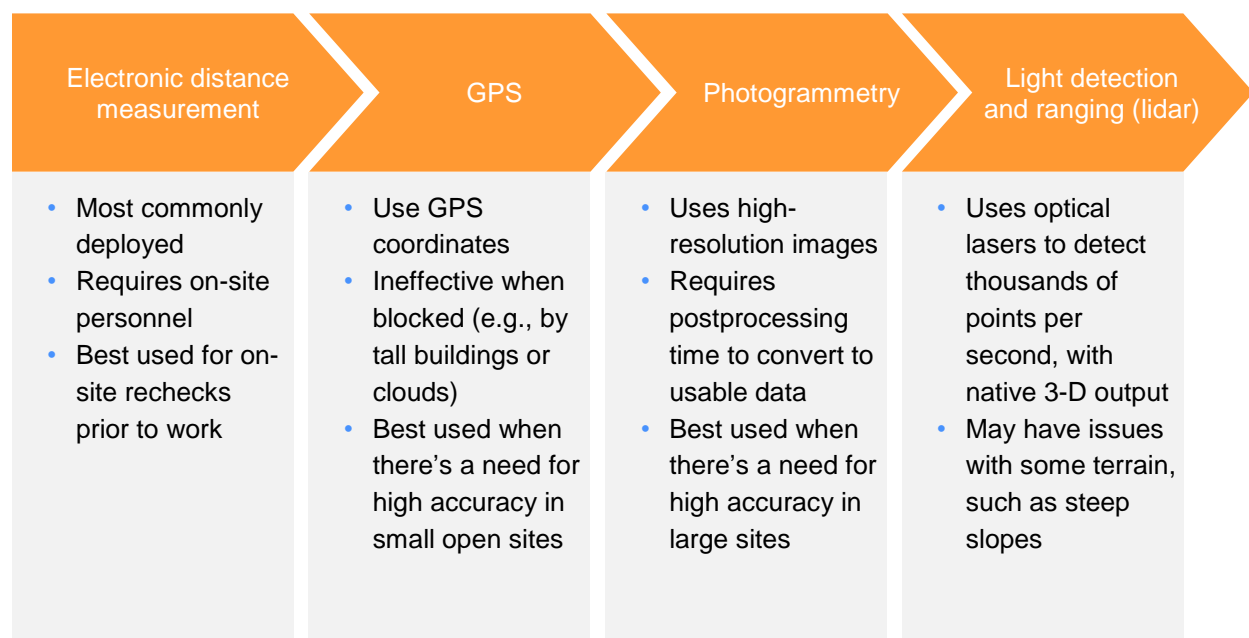 Electronic distance
measurement
GPS
Photogrammetry
Light detection
and ranging (lidar)
• Most commonly
deployed
• Requires on-site
personnel
• Best used for on-
site rechecks
prior to work
• Use GPS
coordinates
• Ineffective when
blocked (e.g., by
tall buildings or
clouds)
• Best used when
there’s a need for
high accuracy in
small open sites
• Uses high-
resolution images
• Requires
postprocessing
time to convert to
usable data
• Best used when
there’s a need for
high accuracy in
large sites
• Uses optical
lasers to detect
thousands of
points per
second, with
native 3-D output
• May have issues
with some terrain,
such as steep
slopes